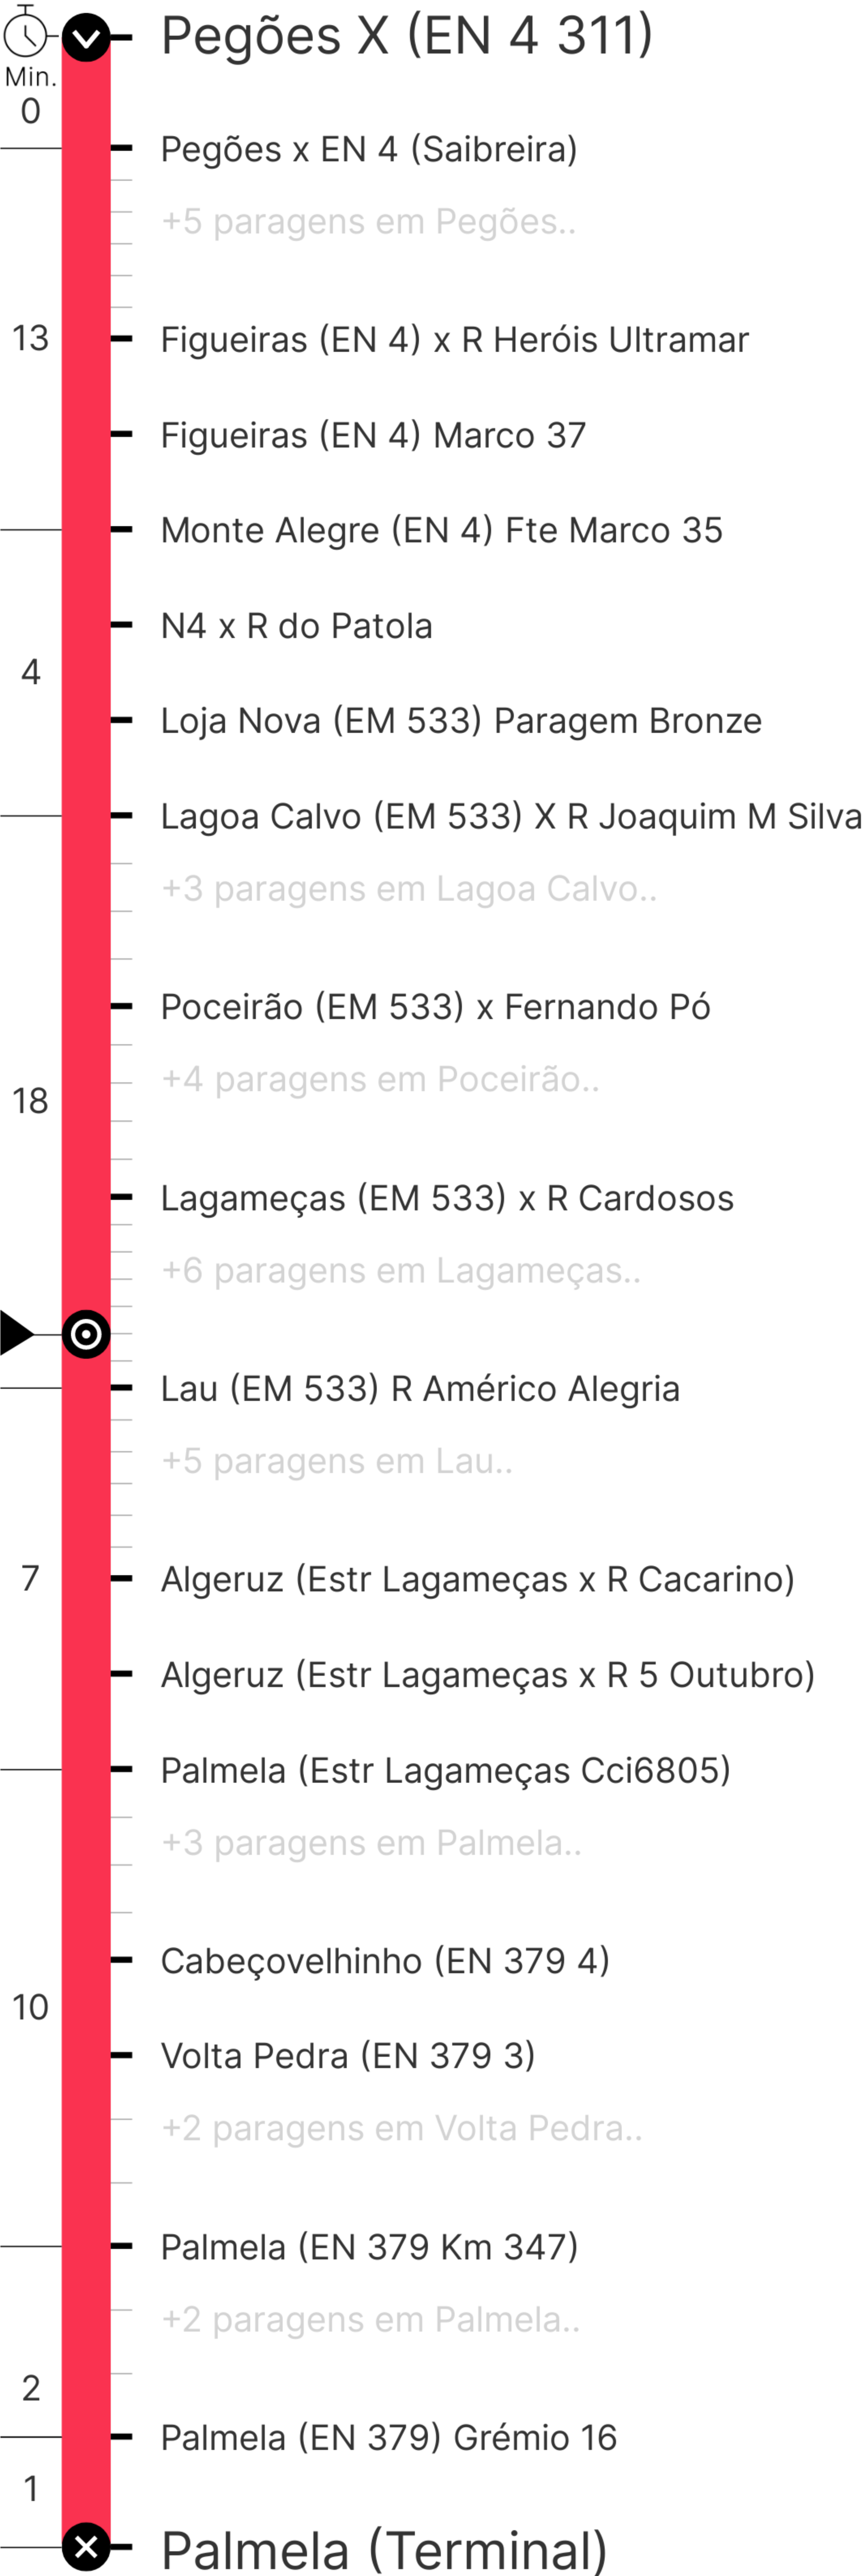 Pegões X (EN 4 311)
Min.
0
Pegões x EN 4 (Saibreira)
+5 paragens em Pegões..
13
Figueiras (EN 4) x R Heróis Ultramar
Figueiras (EN 4) Marco 37
Monte Alegre (EN 4) Fte Marco 35
N4 x R do Patola
4
Loja Nova (EM 533) Paragem Bronze
Lagoa Calvo (EM 533) X R Joaquim M Silva
+3 paragens em Lagoa Calvo..
Poceirão (EM 533) x Fernando Pó
+4 paragens em Poceirão..
18
Lagameças (EM 533) x R Cardosos
+6 paragens em Lagameças..
Lau (EM 533) R Américo Alegria
+5 paragens em Lau..
7
Algeruz (Estr Lagameças x R Cacarino)
Algeruz (Estr Lagameças x R 5 Outubro)
Palmela (Estr Lagameças Cci6805)
+3 paragens em Palmela..
Cabeçovelhinho (EN 379 4)
10
Volta Pedra (EN 379 3)
+2 paragens em Volta Pedra..
Palmela (EN 379 Km 347)
+2 paragens em Palmela..
2
Palmela (EN 379) Grémio 16
1
Palmela (Terminal)